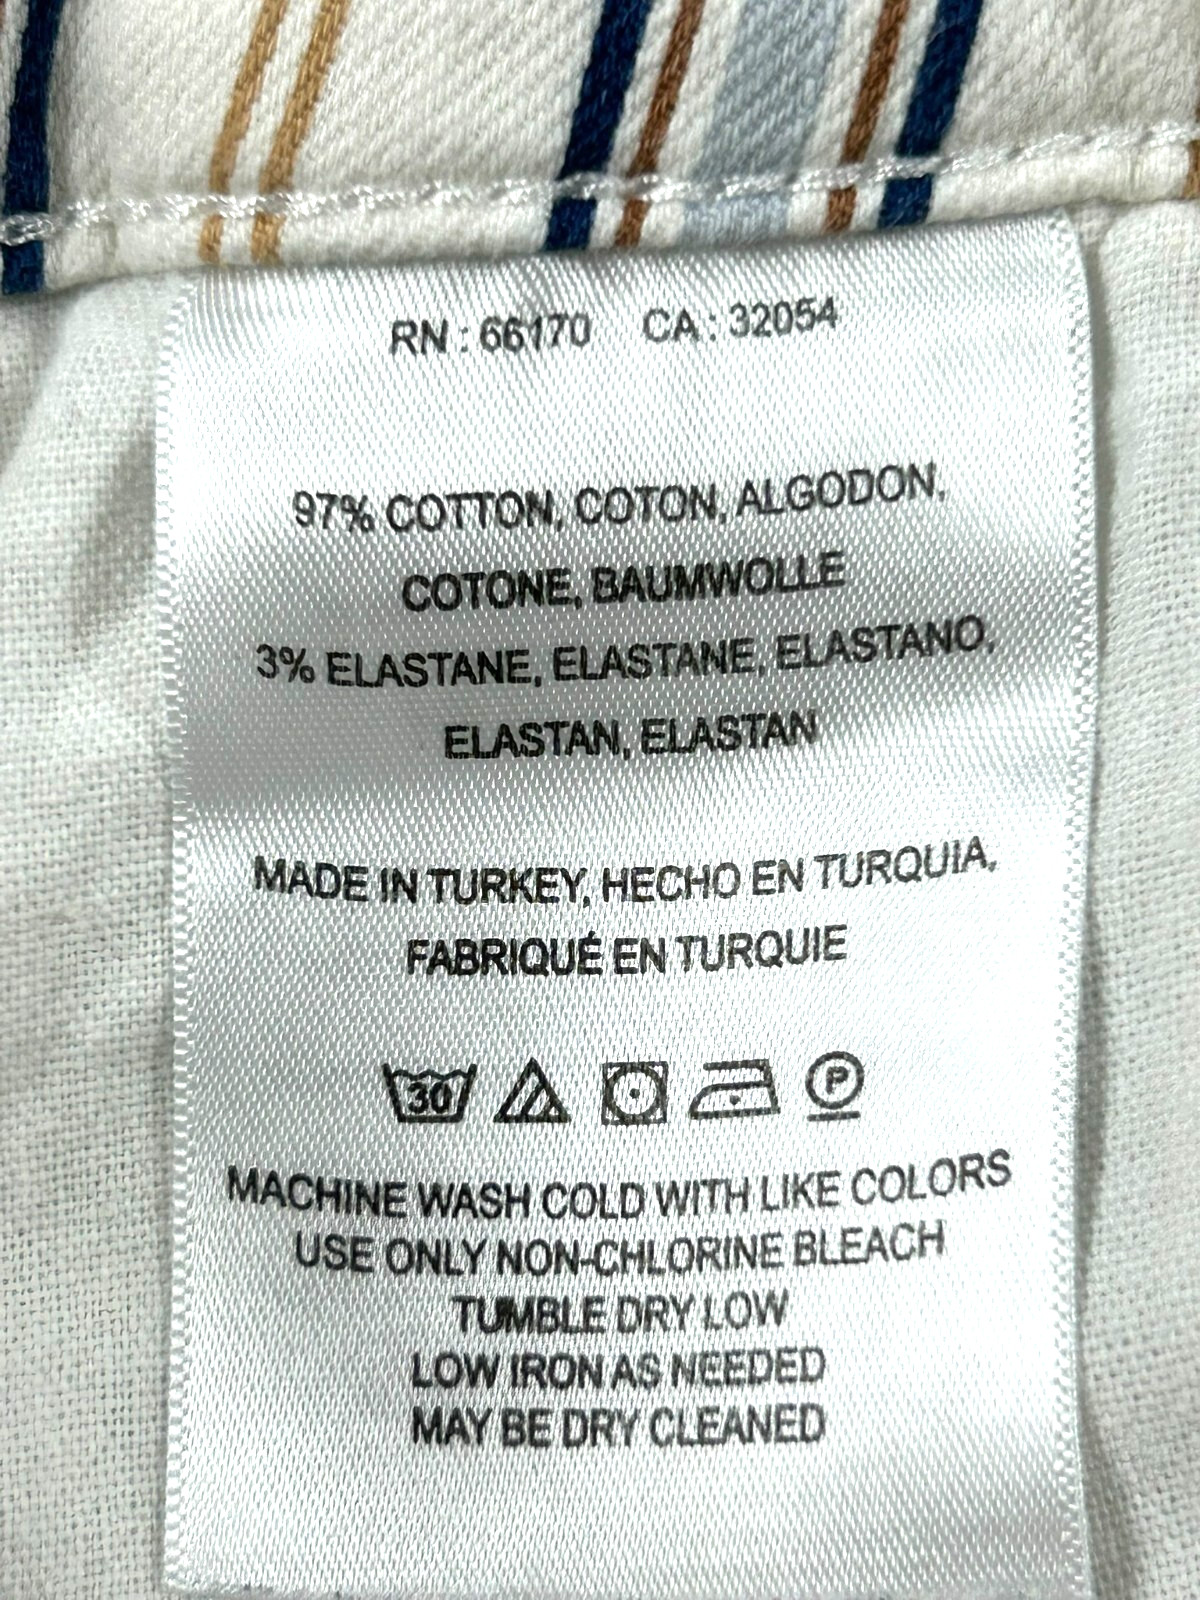 RN : 66170 CA : 32054
97% COTTON, COTON, ALGODON,
COTONE, BAUMWOLLE
3% ELASTANE, ELASTANE, ELASTANO,
ELASTAN, ELASTAN
MADE IN TURKEY, HECHO EN TURQUIA,
FABRIQUÉ EN TURQUIE
30 P
MACHINE WASH COLD WITH LIKE COLORS
USE ONLY NON-CHLORINE BLEACH
TUMBLE DRY LOW
LOW IRON AS NEEDED
MAY BE DRY CLEANED